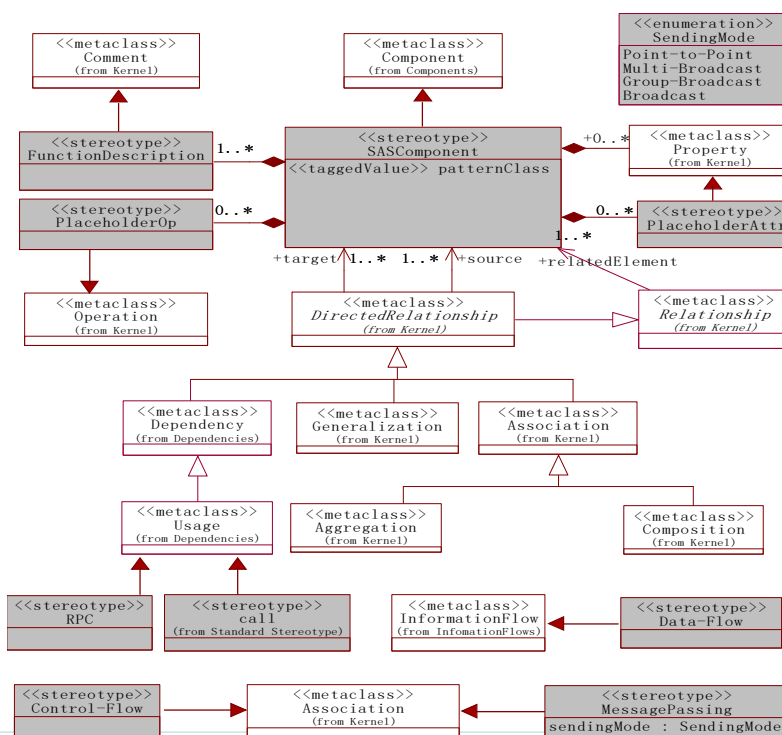 <<metaclass>>
Comment
(from Kernel)
<<metaclass>>
Component
(from Components)
<<enumeration>>
SendingMode
Point-to-Point
Multi-Broadcast
Group-Broadcast
Broadcast
<<stereotype>>
FunctionDescription
1..*
<<stereotype>>
SASComponent
<<taggedValue>> patternClass
+0..*
<<metaclass>>
Property
(from Kernel)
<<stereotype>>
PlaceholderOp
0..*
0..*
<<stereotype>>
PlaceholderAttr
1..*
+target
1..*
1..*
+source
+relatedElement
<<metaclass>>
Operation
(from Kernel)
<<metaclass>>
DirectedRelationship
(from Kernel)
<<metaclass>>
Relationship
(from Kernel)
<<metaclass>>
Dependency
(from Dependencies)
<<metaclass>>
Generalization
(from Kernel)
<<metaclass>>
Association
(from Kernel)
<<metaclass>>
Usage
(from Dependencies)
<<metaclass>>
Aggregation
(from Kernel)
<<metaclass>>
Composition
(from Kernel)
<<stereotype>>
RPC
<<stereotype>>
call
(from Standard Stereotype)
<<metaclass>>
InformationFlow
(from InfomationFlows)
<<stereotype>>
Data-Flow
<<stereotype>>
Control-Flow
<<metaclass>>
Association
(from Kernel)
<<stereotype>>
MessagePassing
sendingMode : SendingMode